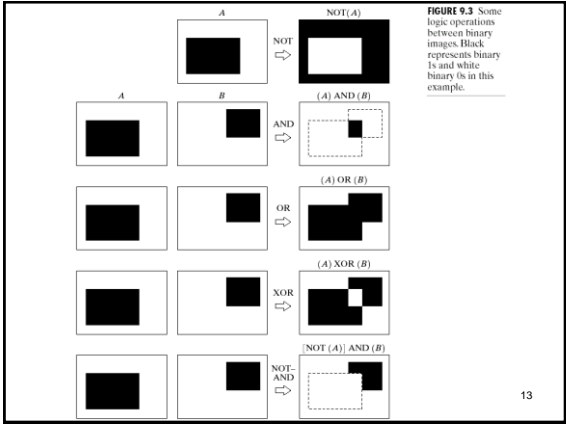 A
NOT(A)
FIGURE 9.3 Some
logic operations
between binary
images. Black
represents binary
1s and white
binary 0s in this
example.
NOT
A
B
(A) AND (B)
AND
(A) OR (B)
OR
(A) XOR (B)
XOR
[NOT (A)] AND (B)
NOT-
AND
13